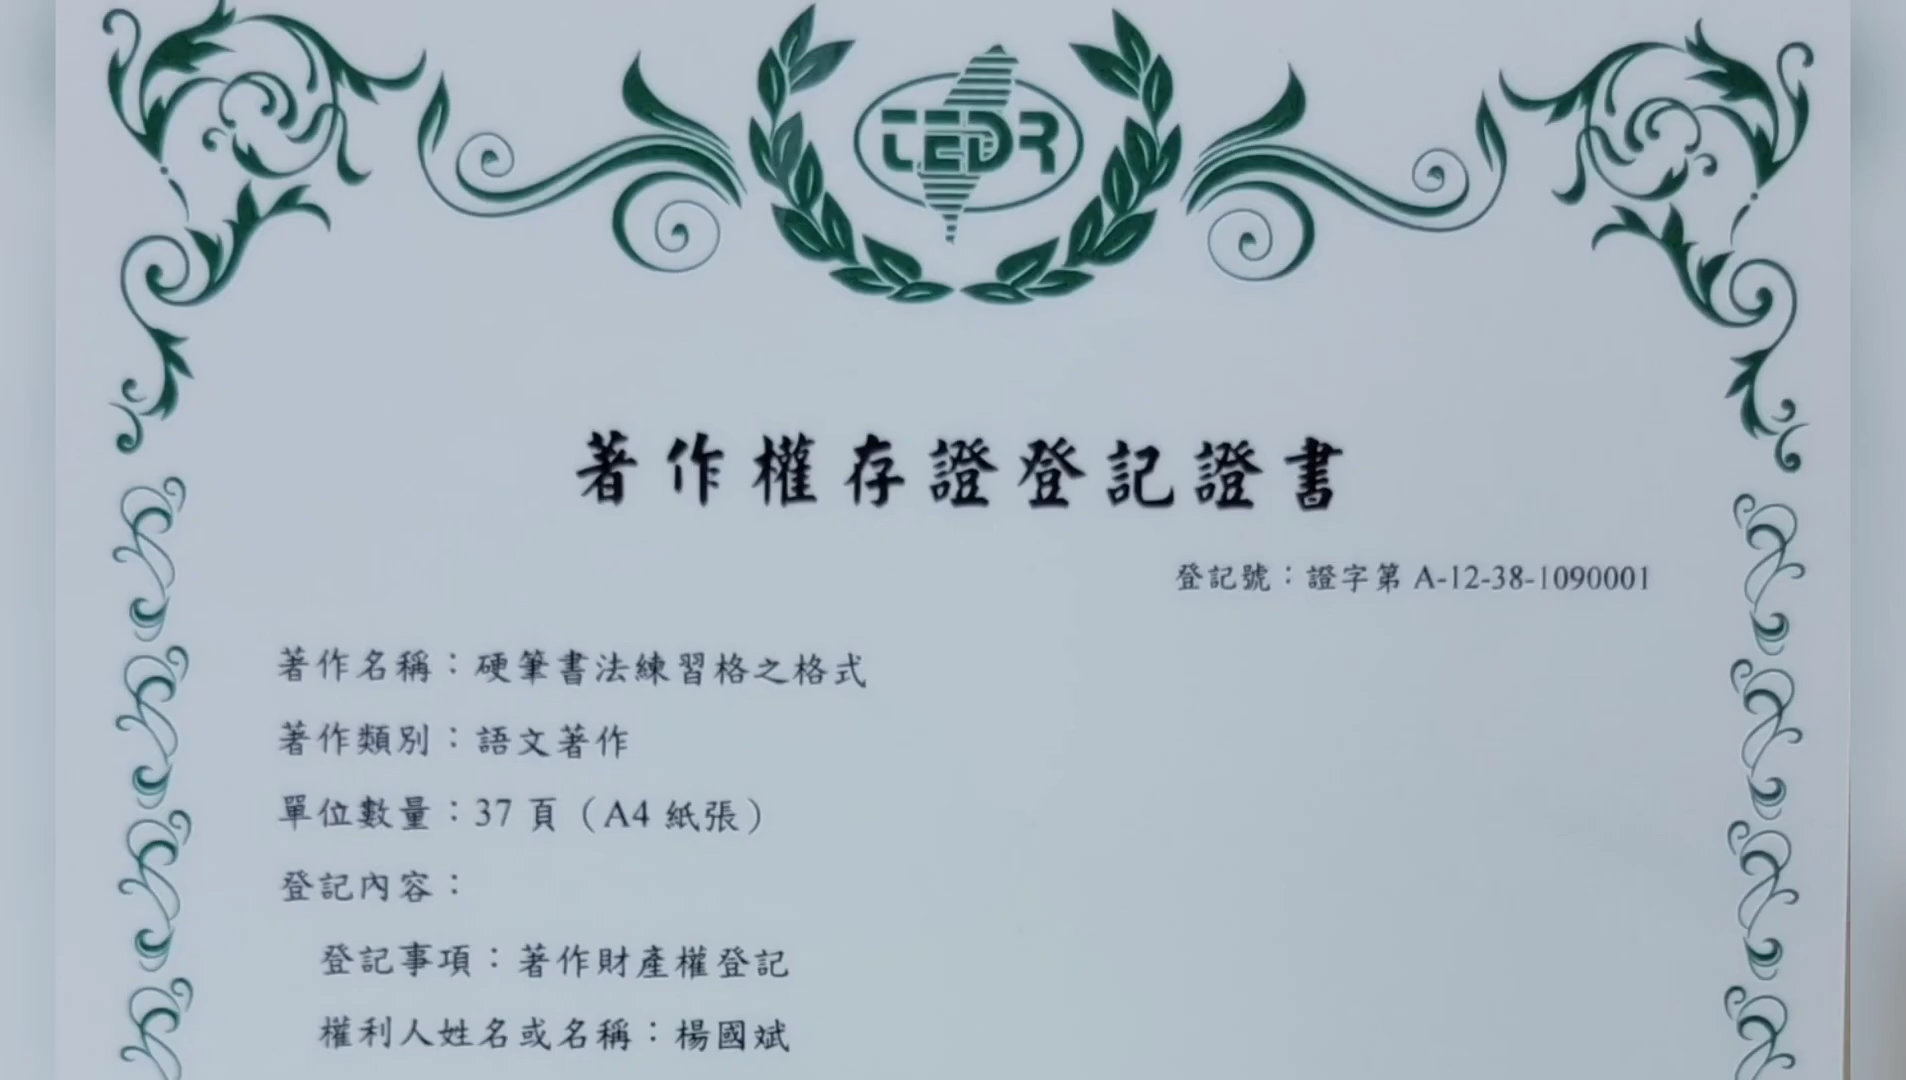 TEDR
著作權存證登記證書
登記號：證字第 A-12-38-1090001
著作名稱：硬筆書法練習格之格式
著作類別：語文著作
單位數量：37 頁（A4 紙張）
登記內容：
登記事項：著作財產權登記
權利人姓名或名稱：楊國斌